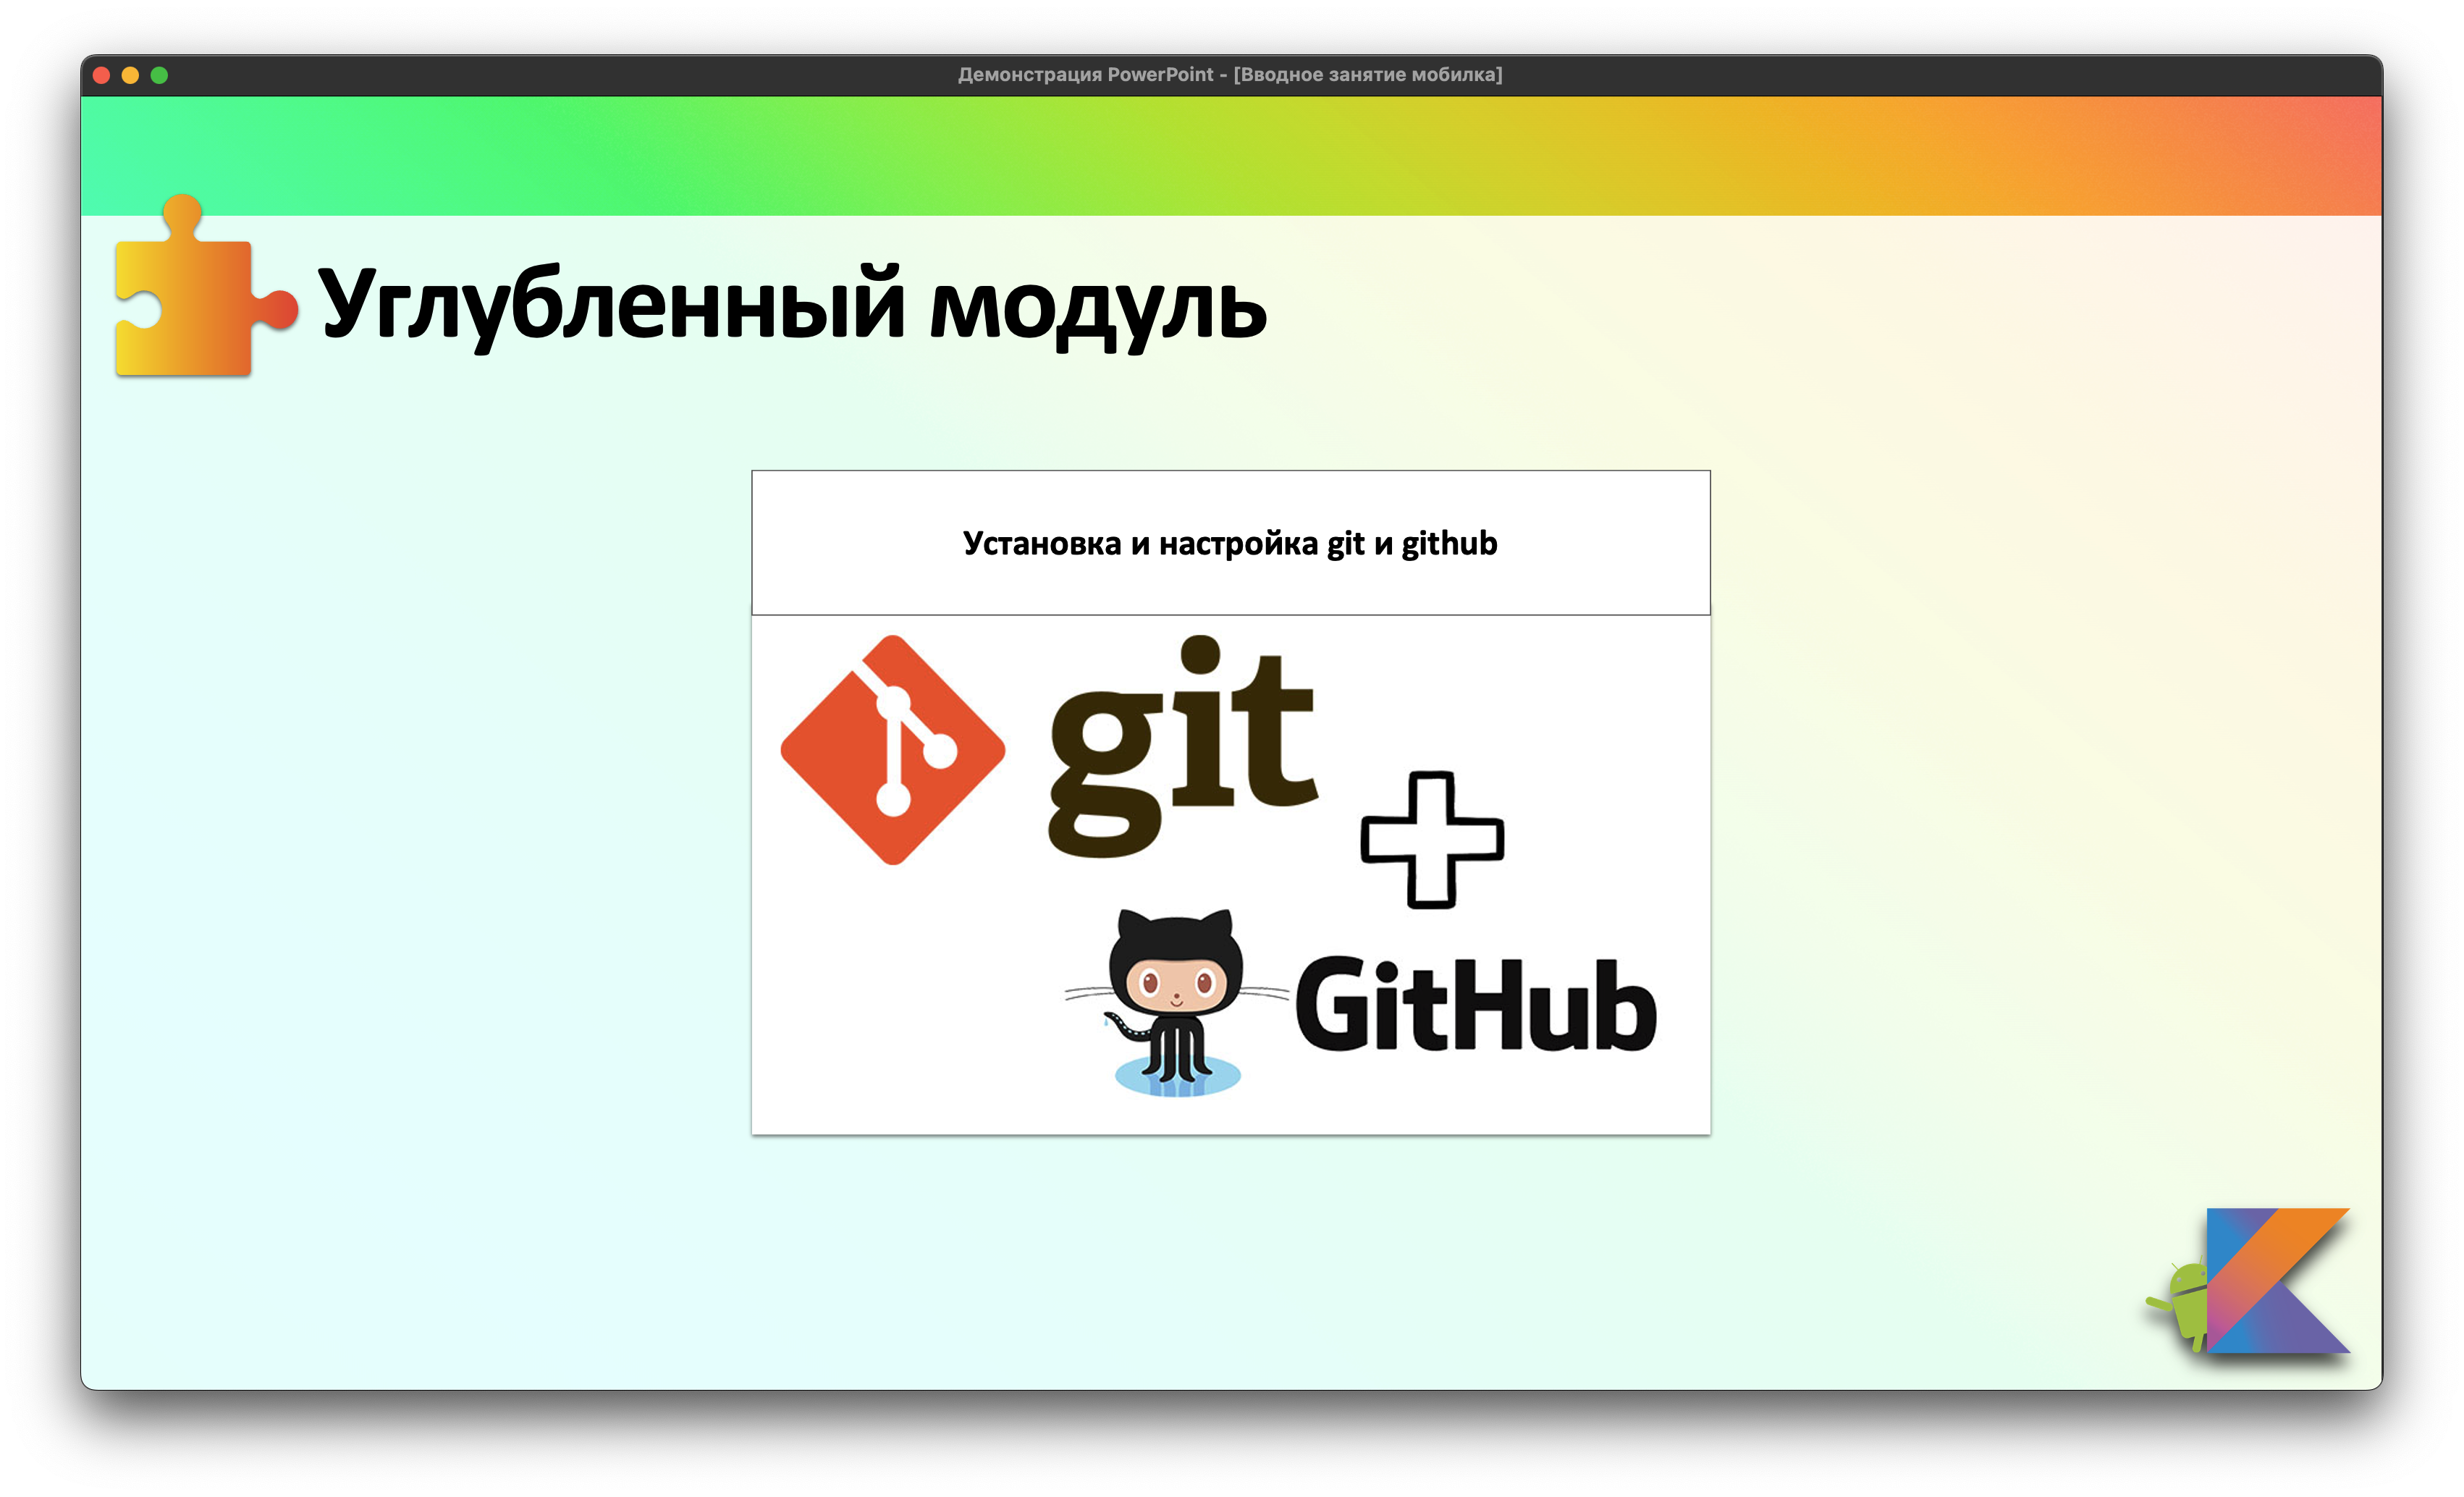 Демонстрация PowerPoint - [Вводное занятие мобилка]
Углубленный модуль
Установка и настройка git и github
git
GitHub